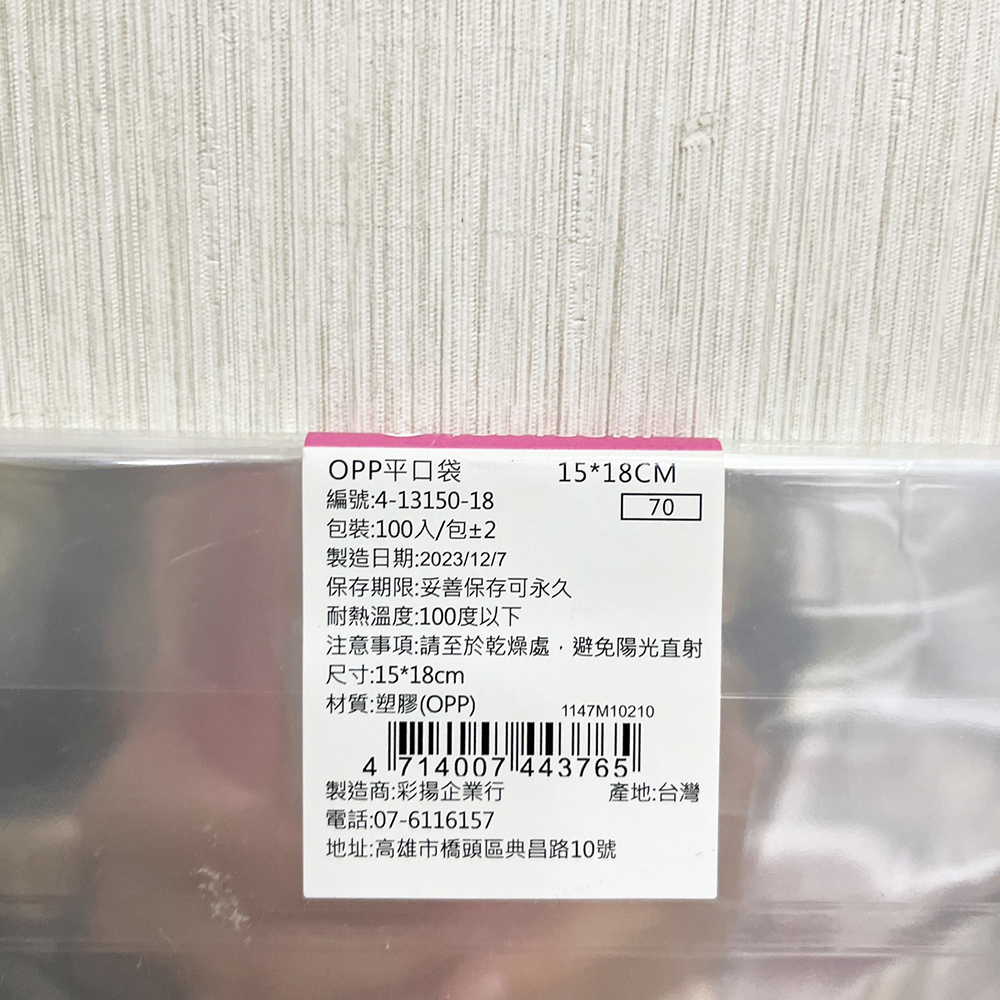 OPP平口袋 15*18CM
編號:4-13150-18 70
包裝:100入/包±2
製造日期:2023/12/7
保存期限:妥善保存可永久
耐熱溫度:100度以下
注意事項:請至於乾燥處，避免陽光直射
尺寸:15*18cm
材質:塑膠(OPP) 1147M10210
4 714007 443765
製造商:彩揚企業行 產地:台灣
電話:07-6116157
地址:高雄市橋頭區典昌路10號